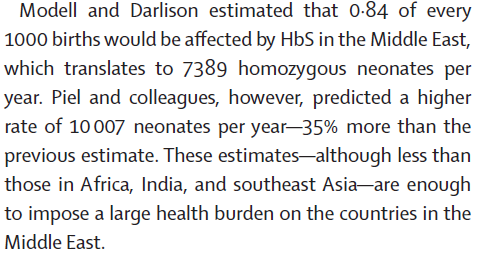 Modell and Darlison estimated that 0·84 of every
1000 births would be affected by HbS in the Middle East,
which translates to 7389 homozygous neonates per
year. Piel and colleagues, however, predicted a higher
rate of 10 007 neonates per year—35% more than the
previous estimate. These estimates—although less than
those in Africa, India, and southeast Asia—are enough
to impose a large health burden on the countries in the
Middle East.